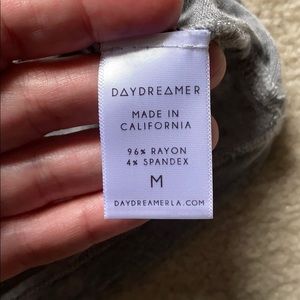 DAYDREAMER
MADE IN
CALIFORNIA
96% RAYON
4% SPANDEX
M
DAYDREAMERLA.COM